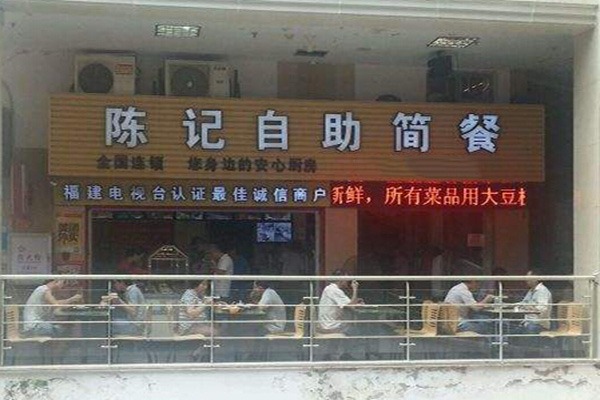 陈记自助简餐
全国连锁 您身边的安心厨房
福建电视台认证最佳诚信商户
新鲜，所有菜品用大豆